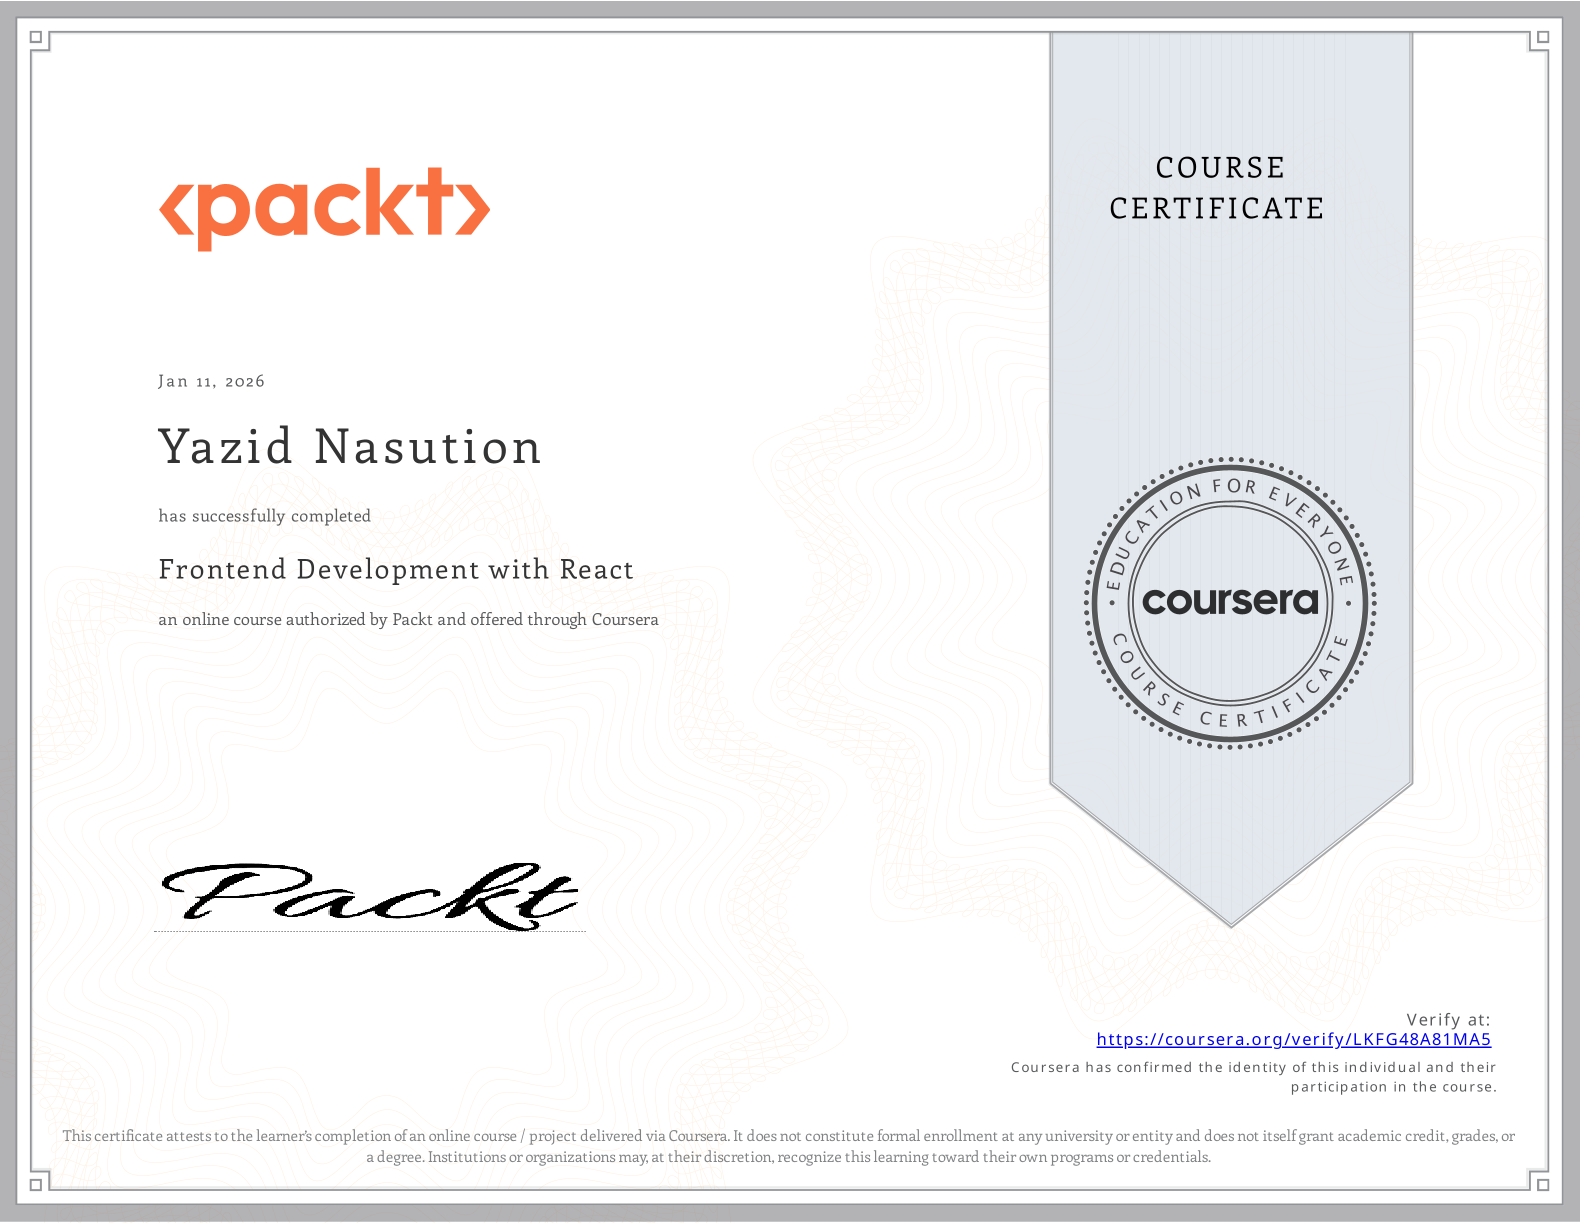 <packt>
COURSE
CERTIFICATE
Jan 11, 2026
Yazid Nasution
has successfully completed
Frontend Development with React
an online course authorized by Packt and offered through Coursera
EDUCATION FOR EVERYONE
coursera
COURSE CERTIFICATE
Packt
Verify at:
https://coursera.org/verify/LKFG48A81MA5
Coursera has confirmed the identity of this individual and their
participation in the course.
This certificate attests to the learner's completion of an online course / project delivered via Coursera. It does not constitute formal enrollment at any university or entity and does not itself grant academic credit, grades, or
a degree. Institutions or organizations may, at their discretion, recognize this learning toward their own programs or credentials.